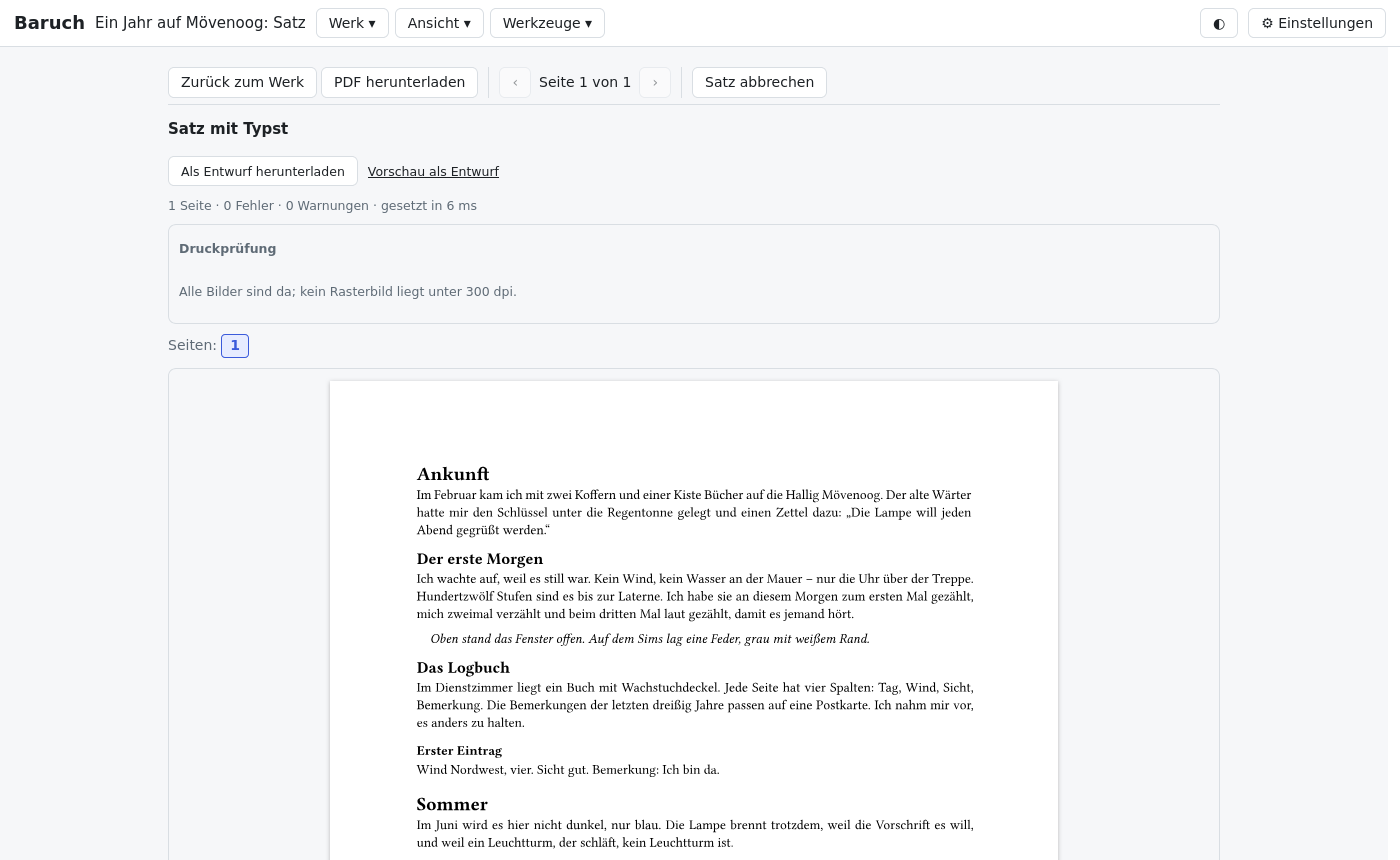 Baruch Ein Jahr auf Mövenoog: Satz Werk ▾ Ansicht ▾ Werkzeuge ▾ ◐ ⚙ Einstellungen
Zurück zum Werk PDF herunterladen ‹ Seite 1 von 1 › Satz abbrechen
Satz mit Typst
Als Entwurf herunterladen Vorschau als Entwurf
1 Seite · 0 Fehler · 0 Warnungen · gesetzt in 6 ms
Druckprüfung
Alle Bilder sind da; kein Rasterbild liegt unter 300 dpi.
Seiten: 1
Ankunft
Im Februar kam ich mit zwei Koffern und einer Kiste Bücher auf die Hallig Mövenoog. Der alte Wärter
hatte mir den Schlüssel unter die Regentonne gelegt und einen Zettel dazu: „Die Lampe will jeden
Abend gegrüßt werden.“
Der erste Morgen
Ich wachte auf, weil es still war. Kein Wind, kein Wasser an der Mauer – nur die Uhr über der Treppe.
Hundertzwölf Stufen sind es bis zur Laterne. Ich habe sie an diesem Morgen zum ersten Mal gezählt,
mich zweimal verzählt und beim dritten Mal laut gezählt, damit es jemand hört.
Oben stand das Fenster offen. Auf dem Sims lag eine Feder, grau mit weißem Rand.
Das Logbuch
Im Dienstzimmer liegt ein Buch mit Wachstuchdeckel. Jede Seite hat vier Spalten: Tag, Wind, Sicht,
Bemerkung. Die Bemerkungen der letzten dreißig Jahre passen auf eine Postkarte. Ich nahm mir vor,
es anders zu halten.
Erster Eintrag
Wind Nordwest, vier. Sicht gut. Bemerkung: Ich bin da.
Sommer
Im Juni wird es hier nicht dunkel, nur blau. Die Lampe brennt trotzdem, weil die Vorschrift es will,
und weil ein Leuchtturm, der schläft, kein Leuchtturm ist.